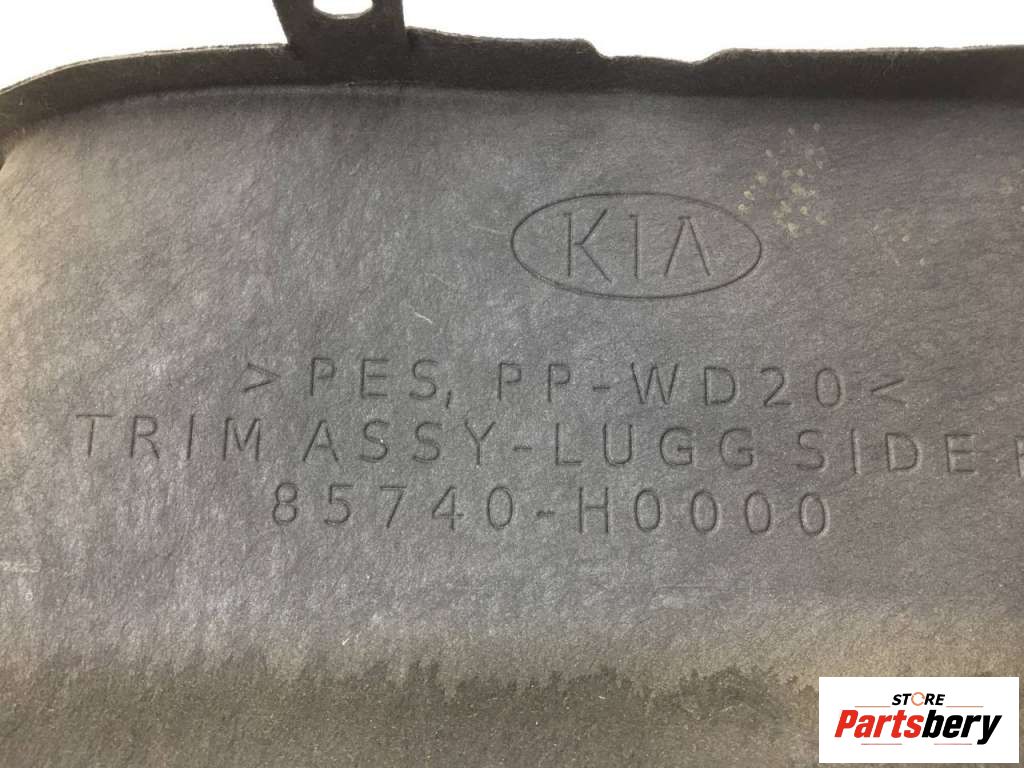 KIA
>PES, PP-WD20<
TRIM ASSY-LUGG SIDE
85740-H0000
STORE
Partsbery